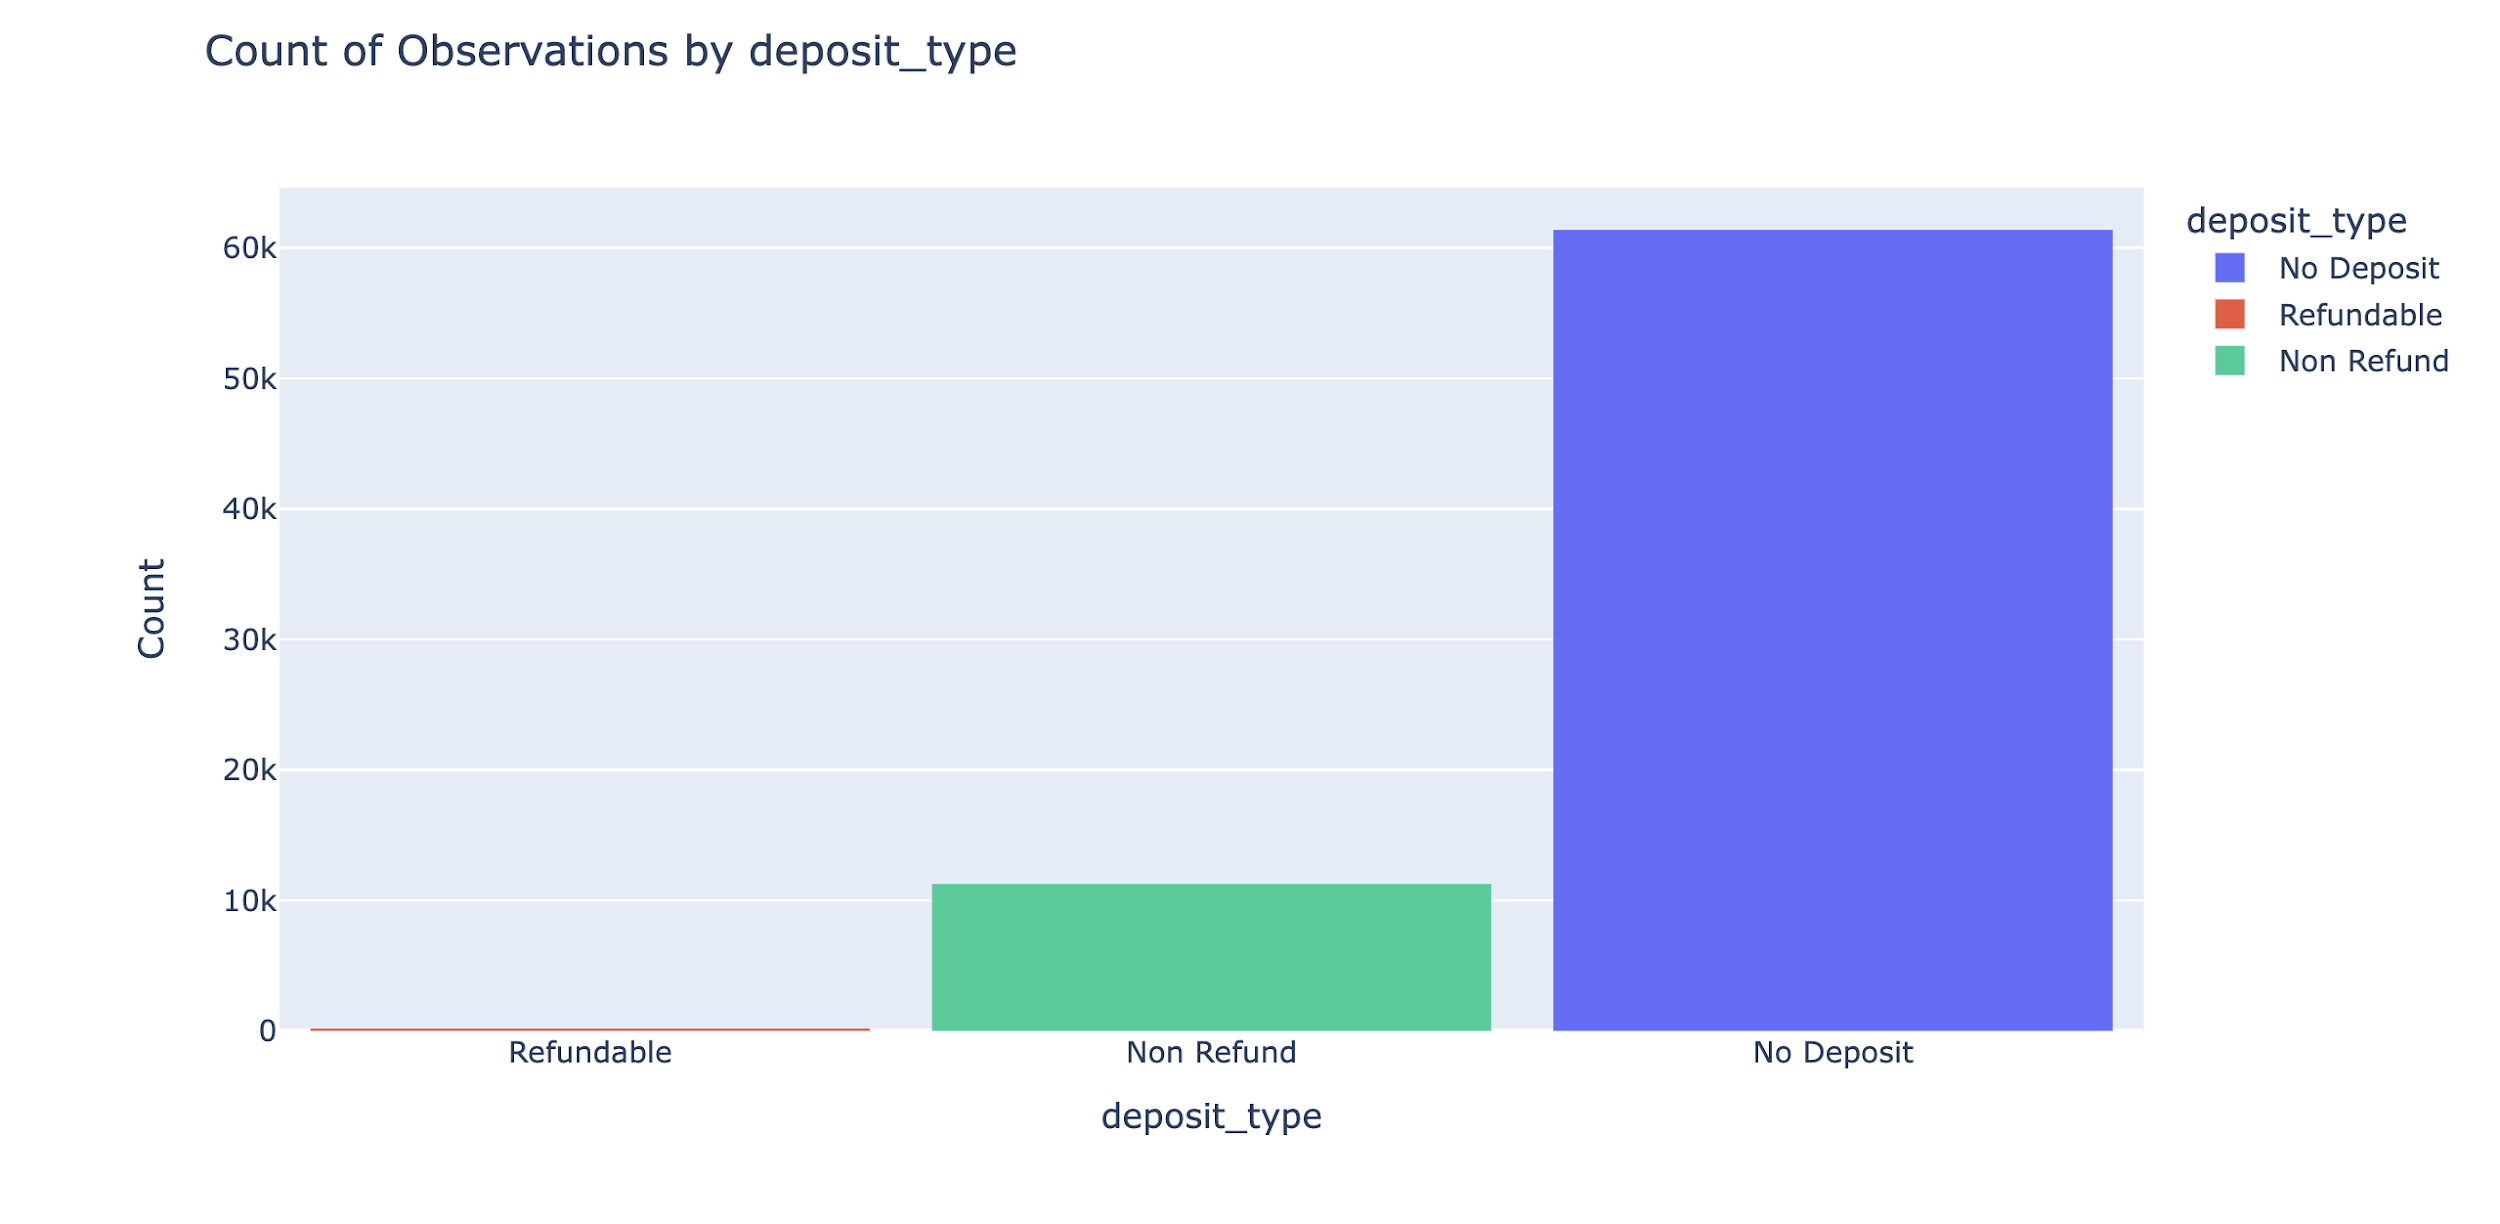 Count of Observations by deposit_type
deposit_type
No Deposit
Refundable
Non Refund
60k
50k
40k
30k
20k
10k
0
Count
Refundable
Non Refund
No Deposit
deposit_type